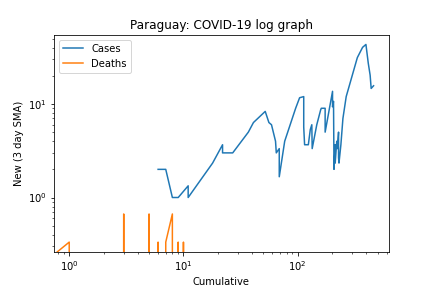 Paraguay: COVID-19 log graph
Cases
Deaths
New (3 day SMA)
10¹
10⁰
10⁰
10¹
10²
Cumulative